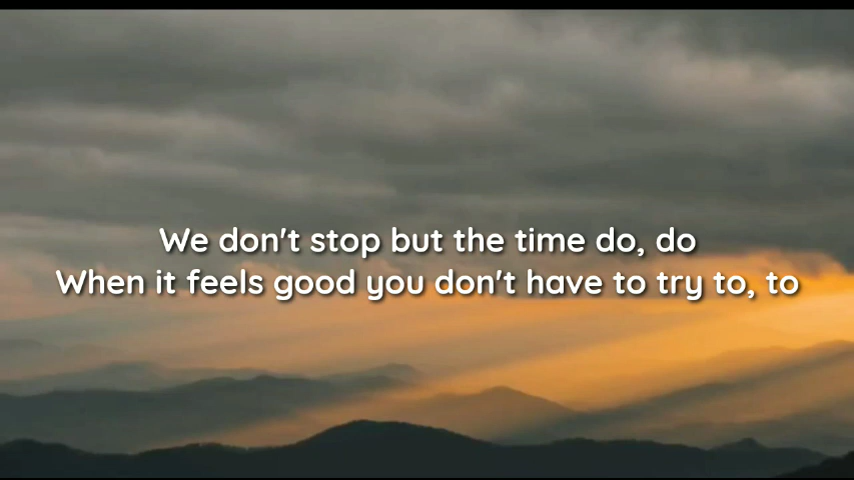 We don't stop but the time do, do
When it feels good you don't have to try to, to